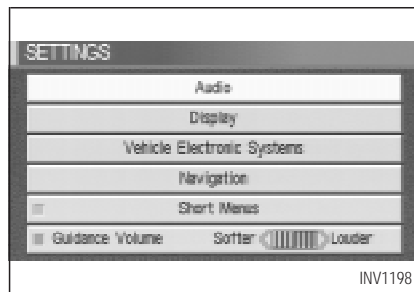 SETTINGS
Audio
Display
Vehicle Electronic Systems
Navigation
Short Menus
Guidance Volume Softer Louder
INV1198